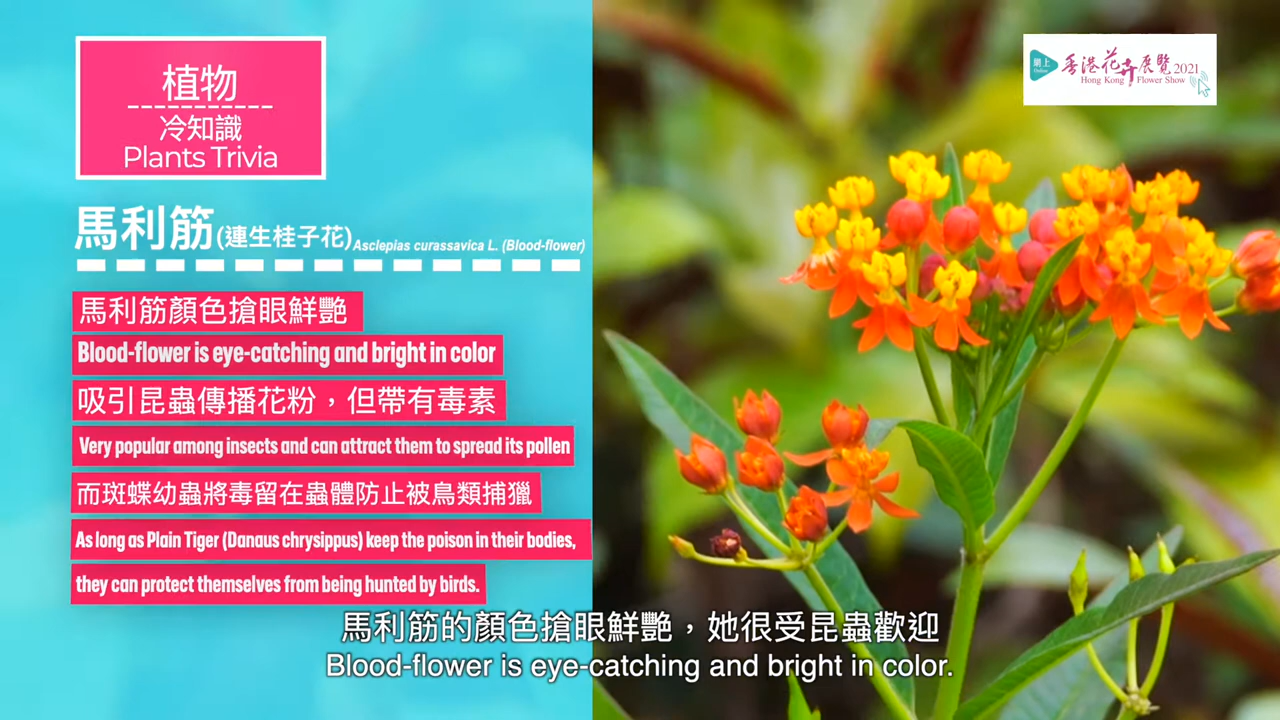 植物
冷知識
Plants Trivia
網上
Online
香港花卉展覽2021
Hong Kong Flower Show
馬利筋(連生桂子花)Asclepias curassavica L. (Blood-flower)
馬利筋顏色搶眼鮮艷
Blood-flower is eye-catching and bright in color
吸引昆蟲傳播花粉，但帶有毒素
Very popular among insects and can attract them to spread its pollen
而斑蝶幼蟲將毒留在蟲體防止被鳥類捕獵
As long as Plain Tiger (Danaus chrysippus) keep the poison in their bodies,
they can protect themselves from being hunted by birds.
馬利筋的顏色搶眼鮮艷，她很受昆蟲歡迎
Blood-flower is eye-catching and bright in color.